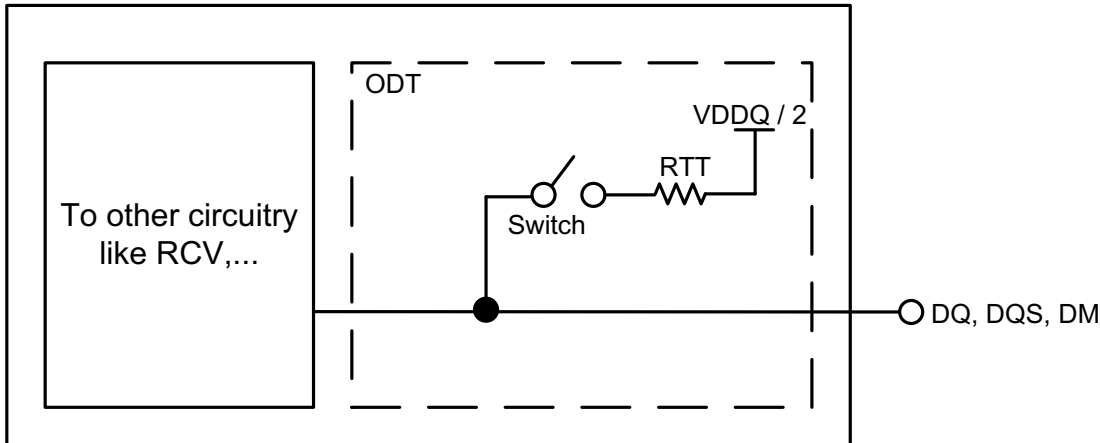 ODT
VDDQ / 2
RTT
Switch
To other circuitry
like RCV,...
DQ, DQS, DM